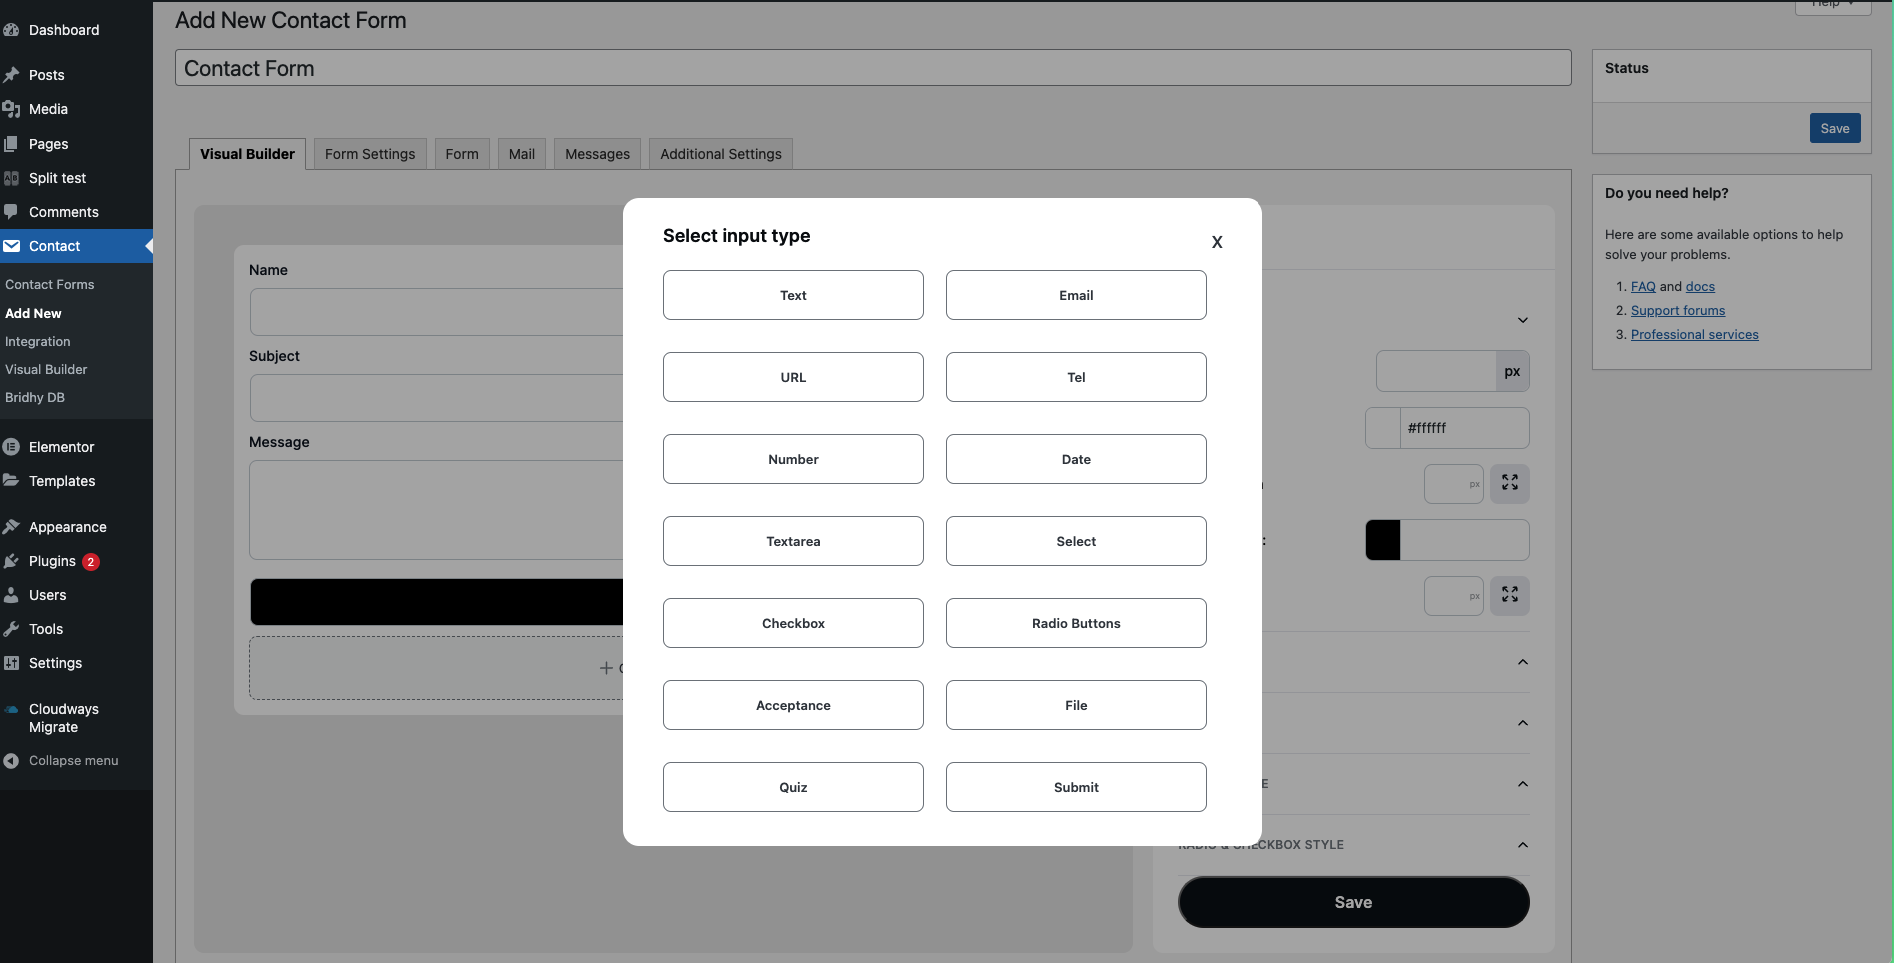 Dashboard
Posts
Media
Pages
Split test
Comments
Contact
Contact Forms
Add New
Integration
Visual Builder
Bridhy DB
Elementor
Templates
Appearance
Plugins 2
Users
Tools
Settings
Cloudways
Migrate
Collapse menu
Add New Contact Form
Help
Contact Form
Visual Builder
Form Settings
Form
Mail
Messages
Additional Settings
Name
Subject
Message
Select input type
X
Text
Email
URL
Tel
Number
Date
Textarea
Select
Checkbox
Radio Buttons
Acceptance
File
Quiz
Submit
px
#ffffff
px
:
px
E
RADIO & CHECKBOX STYLE
Save
Status
Save
Do you need help?
Here are some available options to help
solve your problems.
1. FAQ and docs
2. Support forums
3. Professional services